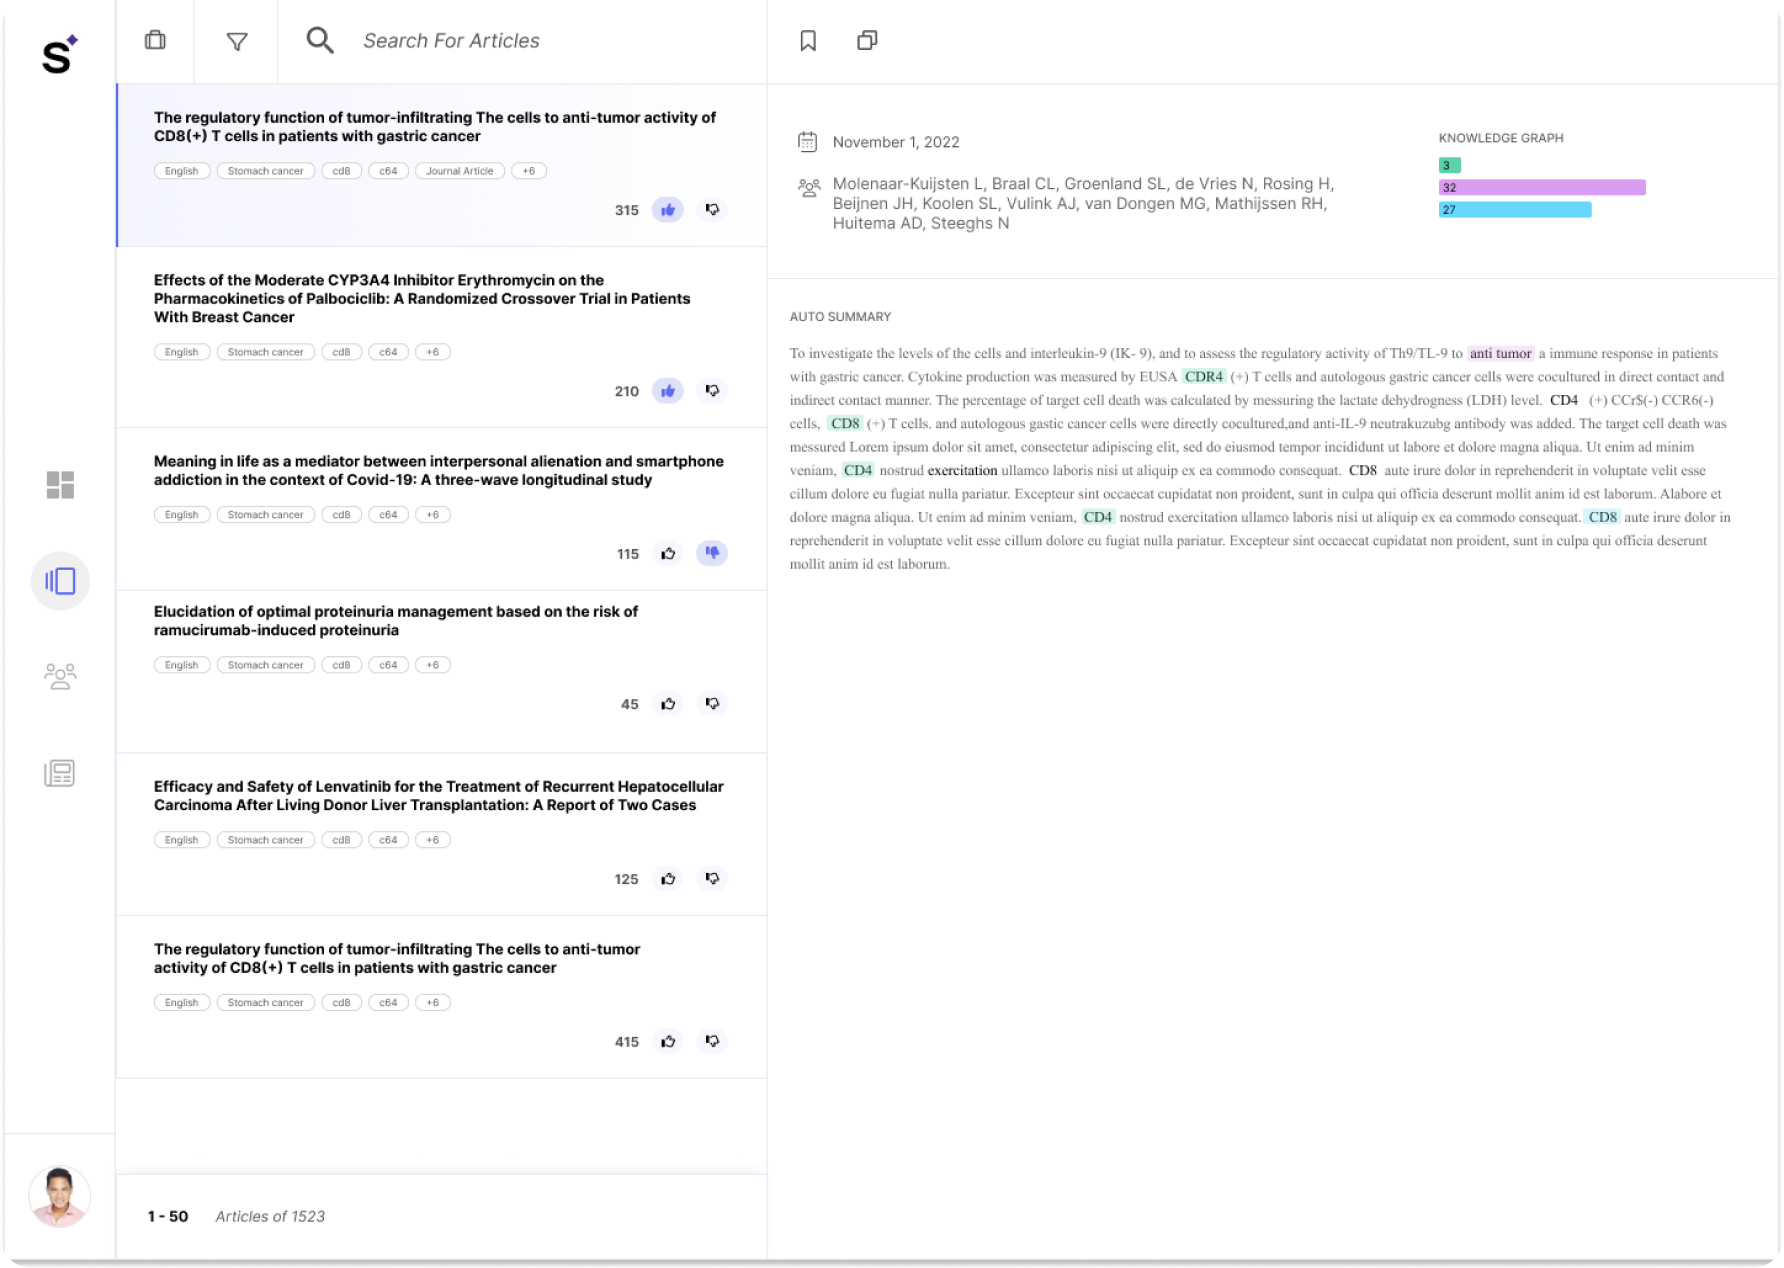 S
Search For Articles
The regulatory function of tumor-infiltrating The cells to anti-tumor activity of
CD8(+) T cells in patients with gastric cancer
English Stomach cancer cd8 c64 Journal Article +6
315
Effects of the Moderate CYP3A4 Inhibitor Erythromycin on the
Pharmacokinetics of Palbociclib: A Randomized Crossover Trial in Patients
With Breast Cancer
English Stomach cancer cd8 c64 +6
210
Meaning in life as a mediator between interpersonal alienation and smartphone
addiction in the context of Covid-19: A three-wave longitudinal study
English Stomach cancer cd8 c64 +6
115
Elucidation of optimal proteinuria management based on the risk of
ramucirumab-induced proteinuria
English Stomach cancer cd8 c64 +6
45
Efficacy and Safety of Lenvatinib for the Treatment of Recurrent Hepatocellular
Carcinoma After Living Donor Liver Transplantation: A Report of Two Cases
English Stomach cancer cd8 c64 +6
125
The regulatory function of tumor-infiltrating The cells to anti-tumor
activity of CD8(+) T cells in patients with gastric cancer
English Stomach cancer cd8 c64 +6
415
1 - 50 Articles of 1523
November 1, 2022
Molenaar-Kuijsten L, Braal CL, Groenland SL, de Vries N, Rosing H,
Beijnen JH, Koolen SL, Vulink AJ, van Dongen MG, Mathijssen RH,
Huitema AD, Steeghs N
KNOWLEDGE GRAPH
3
32
27
AUTO SUMMARY
To investigate the levels of the cells and interleukin-9 (IK- 9), and to assess the regulatory activity of Th9/TL-9 to anti tumor a immune response in patients
with gastric cancer. Cytokine production was measured by EUSA CDR4 (+) T cells and autologous gastric cancer cells were cocultured in direct contact and
indirect contact manner. The percentage of target cell death was calculated by messuring the lactate dehydrogness (LDH) level. CD4 (+) CCr$(-) CCR6(-)
cells, CD8 (+) T cells. and autologous gastic cancer cells were directly cocultured,and anti-IL-9 neutrakuzubg antibody was added. The target cell death was
messured Lorem ipsum dolor sit amet, consectetur adipiscing elit, sed do eiusmod tempor incididunt ut labore et dolore magna aliqua. Ut enim ad minim
veniam, CD4 nostrud exercitation ullamco laboris nisi ut aliquip ex ea commodo consequat. CD8 aute irure dolor in reprehenderit in voluptate velit esse
cillum dolore eu fugiat nulla pariatur. Excepteur sint occaecat cupidatat non proident, sunt in culpa qui officia deserunt mollit anim id est laborum. Alabore et
dolore magna aliqua. Ut enim ad minim veniam, CD4 nostrud exercitation ullamco laboris nisi ut aliquip ex ea commodo consequat. CD8 aute irure dolor in
reprehenderit in voluptate velit esse cillum dolore eu fugiat nulla pariatur. Excepteur sint occaecat cupidatat non proident, sunt in culpa qui officia deserunt
mollit anim id est laborum.